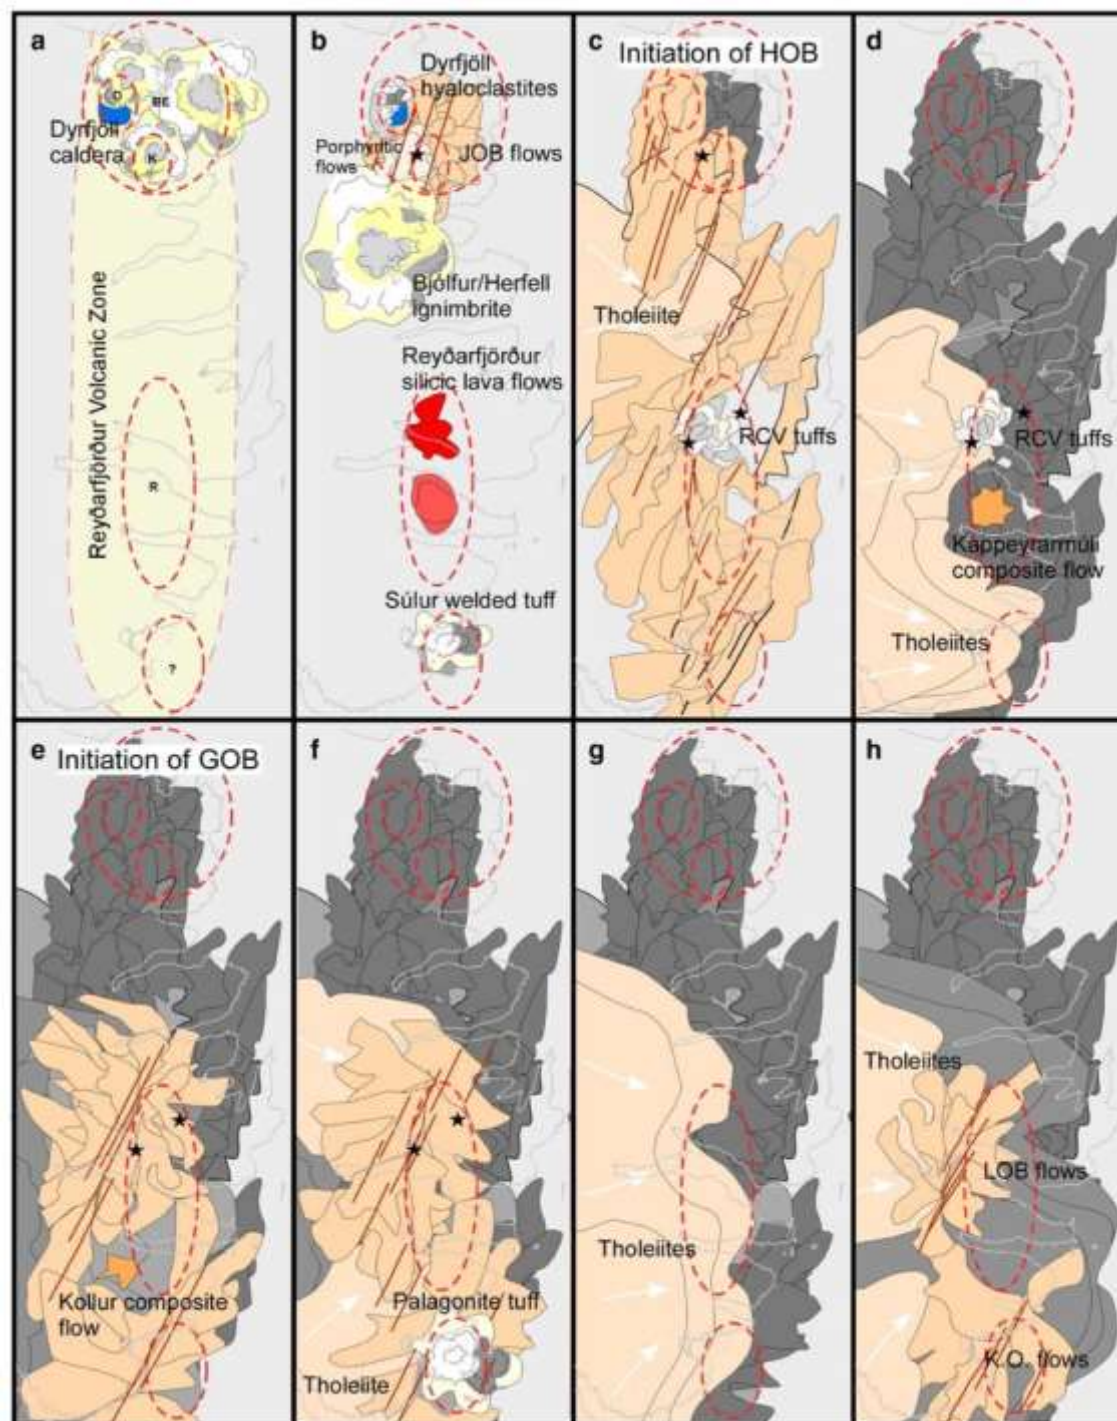 a
D
BE
Dyrfjöll
caldera
K
Reyðarfjörður Volcanic Zone
R
?
b
Dyrfjöll
hyaloclastites
Porphyritic
flows
JOB flows
Bjólfur/Herfell
ignimbrite
Reyðarfjörður
silicic lava flows
Súlur welded tuff
c
Initiation of HOB
Tholeiite
RCV tuffs
d
RCV tuffs
Kappeyrarmúli
composite flow
Tholeiites
e
Initiation of GOB
Kollur composite
flow
f
Palagonite tuff
Tholeiite
g
Tholeiites
h
Tholeiites
LOB flows
K.O. flows